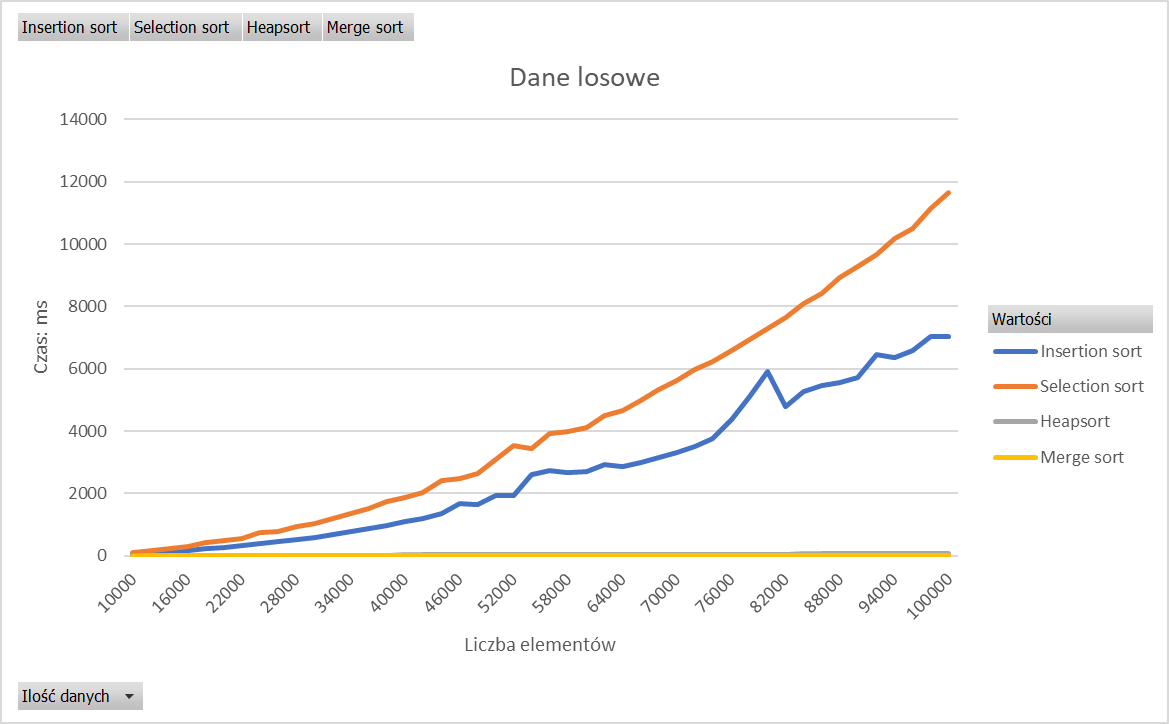 Insertion sort Selection sort Heapsort Merge sort
Dane losowe
14000
12000
10000
8000
6000
4000
2000
0
Czas: ms
10000 16000 22000 28000 34000 40000 46000 52000 58000 64000 70000 76000 82000 88000 94000 100000
Liczba elementów
Wartości
Insertion sort
Selection sort
Heapsort
Merge sort
Ilość danych